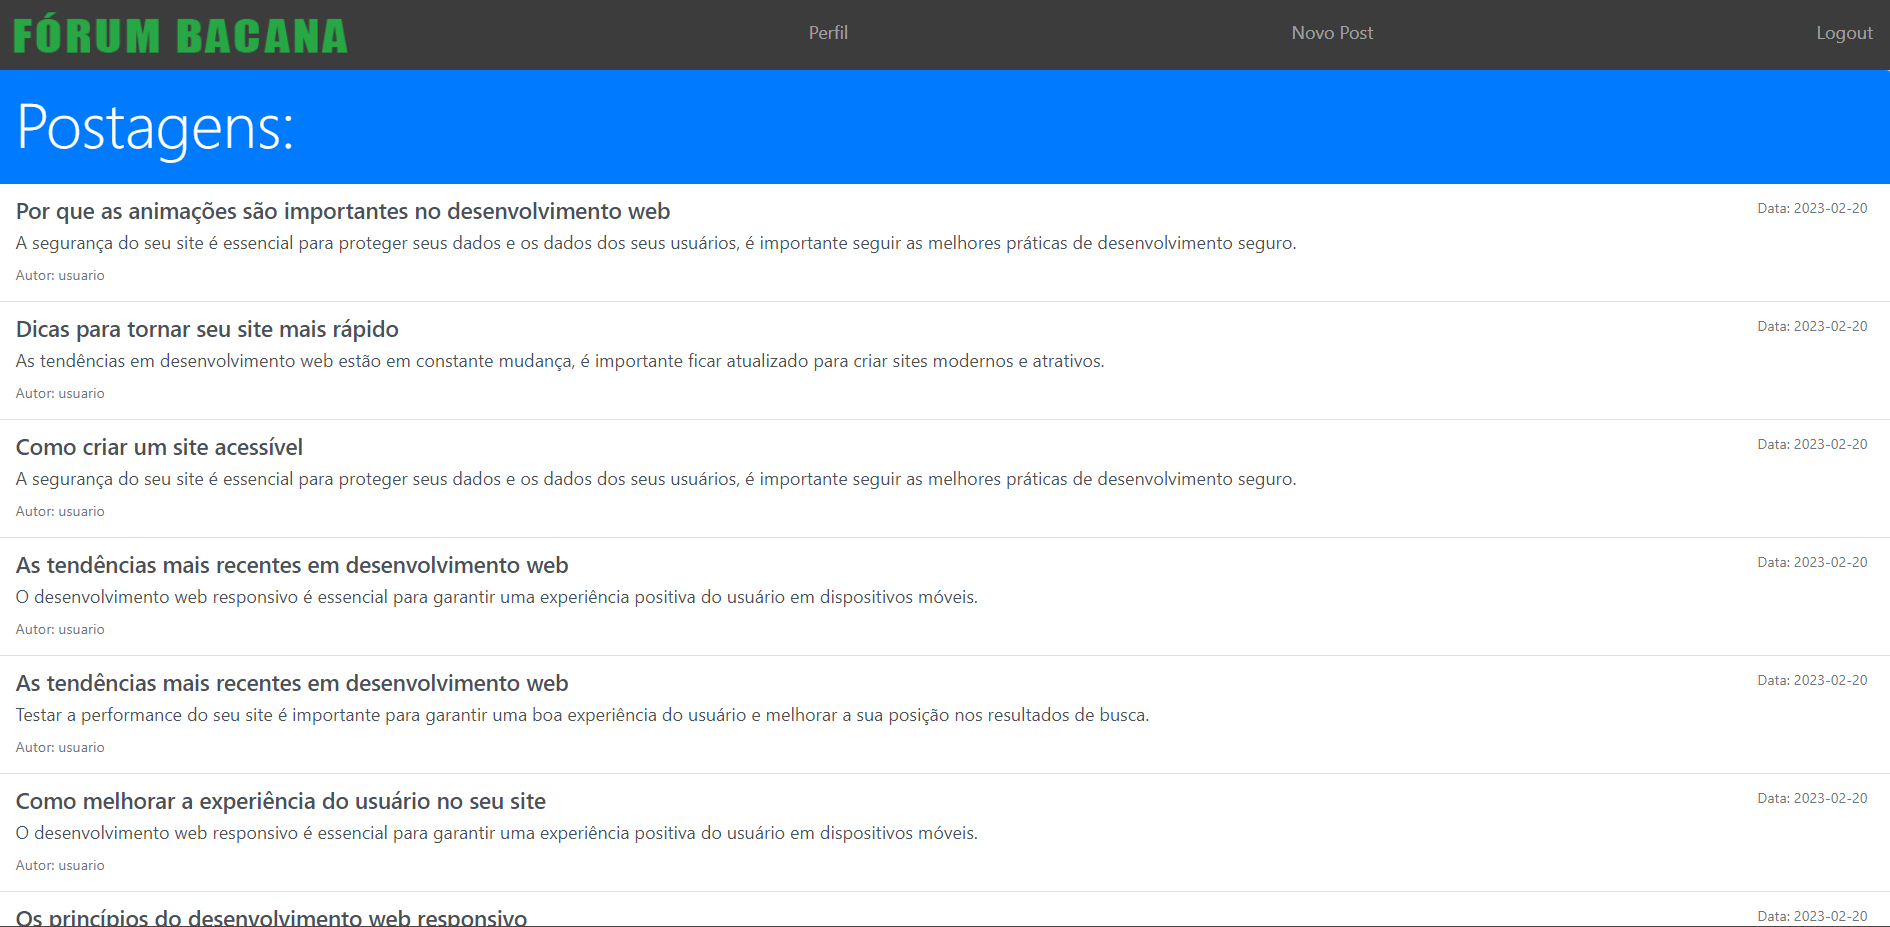 FÓRUM BACANA Perfil Novo Post Logout
Postagens:
Por que as animações são importantes no desenvolvimento web Data: 2023-02-20
A segurança do seu site é essencial para proteger seus dados e os dados dos seus usuários, é importante seguir as melhores práticas de desenvolvimento seguro.
Autor: usuario
Dicas para tornar seu site mais rápido Data: 2023-02-20
As tendências em desenvolvimento web estão em constante mudança, é importante ficar atualizado para criar sites modernos e atrativos.
Autor: usuario
Como criar um site acessível Data: 2023-02-20
A segurança do seu site é essencial para proteger seus dados e os dados dos seus usuários, é importante seguir as melhores práticas de desenvolvimento seguro.
Autor: usuario
As tendências mais recentes em desenvolvimento web Data: 2023-02-20
O desenvolvimento web responsivo é essencial para garantir uma experiência positiva do usuário em dispositivos móveis.
Autor: usuario
As tendências mais recentes em desenvolvimento web Data: 2023-02-20
Testar a performance do seu site é importante para garantir uma boa experiência do usuário e melhorar a sua posição nos resultados de busca.
Autor: usuario
Como melhorar a experiência do usuário no seu site Data: 2023-02-20
O desenvolvimento web responsivo é essencial para garantir uma experiência positiva do usuário em dispositivos móveis.
Autor: usuario
Os princípios do desenvolvimento web responsivo Data: 2023-02-20